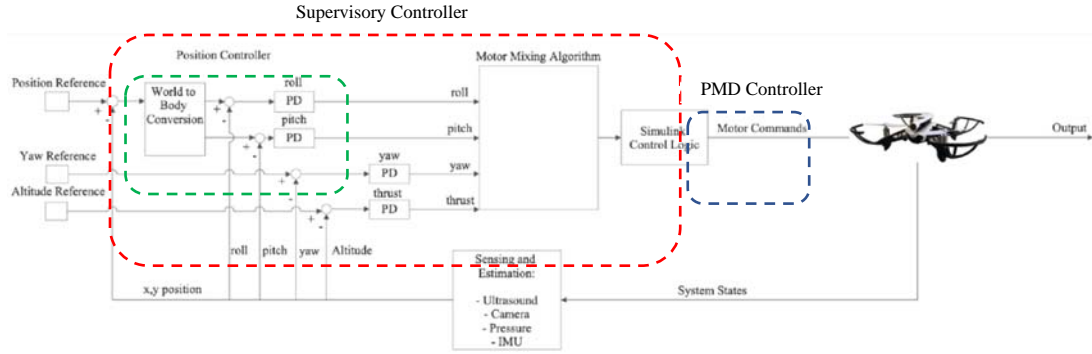 Supervisory Controller
Position Controller
Motor Mixing Algorithm
Position Reference
World to
Body
Conversion
roll
PD
pitch
PD
roll
pitch
PMD Controller
Simulink
Control Logic
Motor Commands
Output
Yaw Reference
yaw
PD
yaw
Altitude Reference
thrust
PD
thrust
+
-
+
-
+
-
+
-
+
-
roll
pitch
yaw
Altitude
x,y position
Sensing and
Estimation:
- Ultrasound
- Camera
- Pressure
- IMU
System States